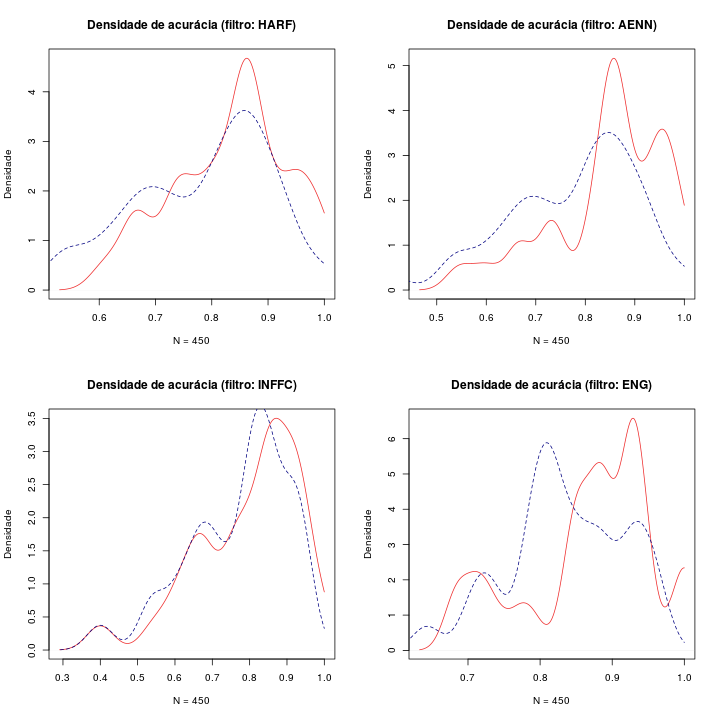 Densidade de acurácia (filtro: HARF)
Densidade
0 1 2 3 4
0.6 0.7 0.8 0.9 1.0
N = 450
Densidade de acurácia (filtro: AENN)
Densidade
0 1 2 3 4 5
0.5 0.6 0.7 0.8 0.9 1.0
N = 450
Densidade de acurácia (filtro: INFFC)
Densidade
0.0 0.5 1.0 1.5 2.0 2.5 3.0 3.5
0.3 0.4 0.5 0.6 0.7 0.8 0.9 1.0
N = 450
Densidade de acurácia (filtro: ENG)
Densidade
0 1 2 3 4 5 6
0.7 0.8 0.9 1.0
N = 450